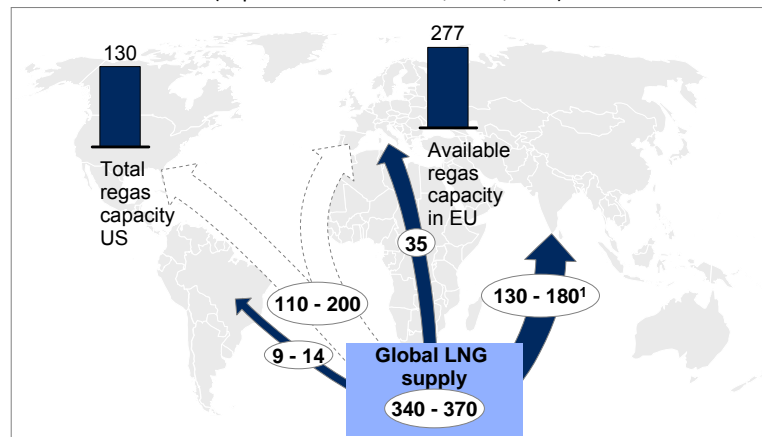 130
Total
regas
capacity
US
277
Available
regas
capacity
in EU
35
110 - 200
130 - 180¹
9 - 14
Global LNG
supply
340 - 370